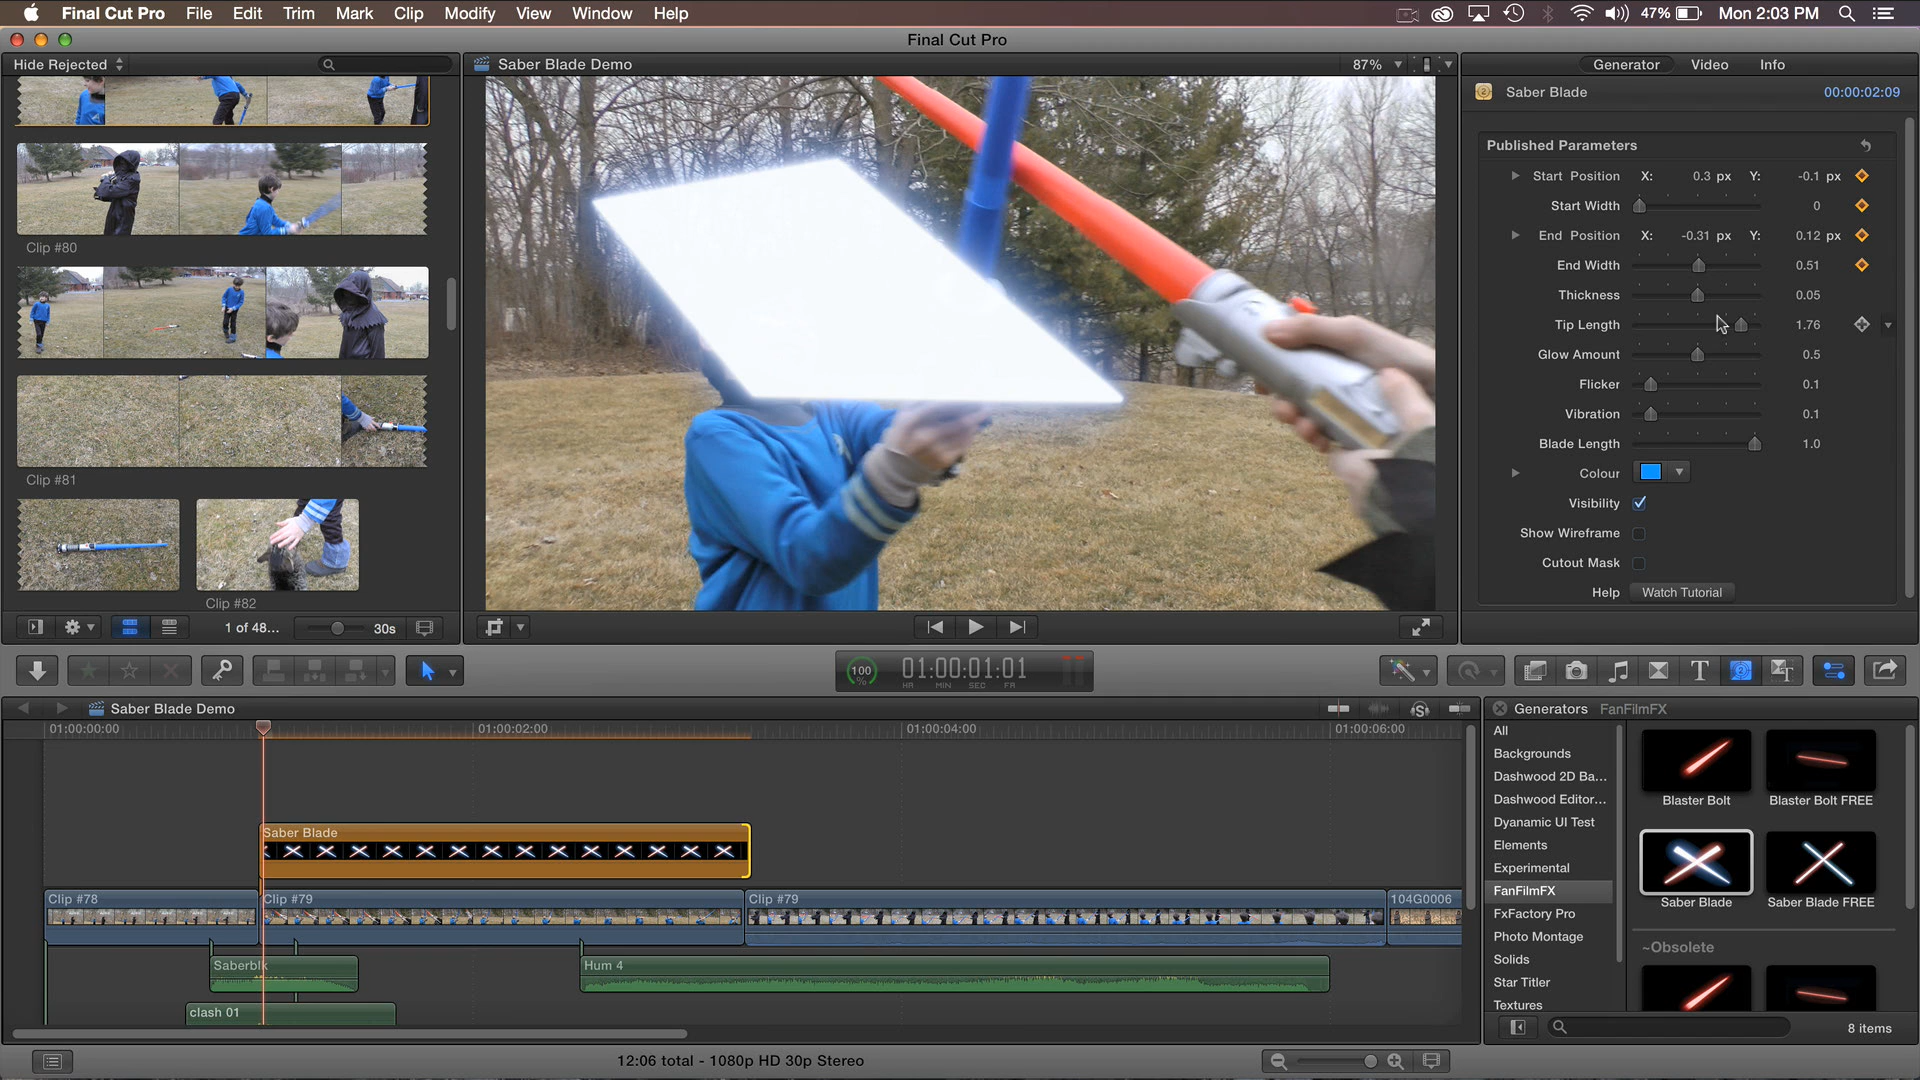 Final Cut Pro File Edit Trim Mark Clip Modify View Window Help 47% Mon 2:03 PM
Final Cut Pro
Hide Rejected
Clip #80
Clip #81
Clip #82
1 of 48... 30s
Saber Blade Demo 87%
Generator Video Info
Saber Blade 00:00:02:09
Published Parameters
Start Position X: 0.3 px Y: -0.1 px
Start Width 0
End Position X: -0.31 px Y: 0.12 px
End Width 0.51
Thickness 0.05
Tip Length 1.76
Glow Amount 0.5
Flicker 0.1
Vibration 0.1
Blade Length 1.0
Colour
Visibility
Show Wireframe
Cutout Mask
Help Watch Tutorial
100 % 01:00:01:01
HR MIN SEC FR
T
Saber Blade Demo
01:00:00:00 01:00:02:00 01:00:04:00 01:00:06:00
Saber Blade
Clip #78 Clip #79 Clip #79 104G0006
Saberblk Hum 4
clash 01
Generators FanFilmFX
All
Backgrounds
Dashwood 2D Ba...
Dashwood Editor...
Dyanamic UI Test
Elements
Experimental
FanFilmFX
FxFactory Pro
Photo Montage
Solids
Star Titler
Textures
Blaster Bolt Blaster Bolt FREE
Saber Blade Saber Blade FREE
~Obsolete
8 items
12:06 total - 1080p HD 30p Stereo